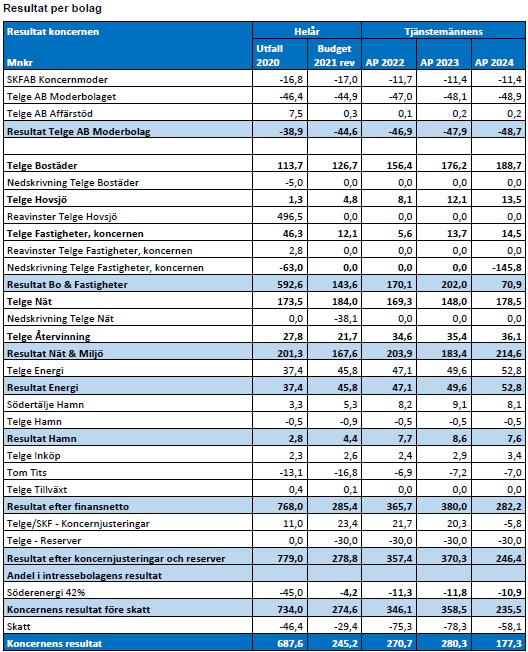 Resultat per bolag
Resultat koncernen Helår Tjänstemännens
Mnkr Utfall 2020 Budget 2021 rev AP 2022 AP 2023 AP 2024
SKFAB Koncernmoder -16,8 -17,0 -11,7 -11,4 -11,4
Telge AB Moderbolaget -46,4 -44,9 -47,0 -48,1 -48,9
Telge AB Affärstöd 7,5 0,3 0,1 0,2 0,2
Resultat Telge AB Moderbolag -38,9 -44,6 -46,9 -47,9 -48,7
Telge Bostäder 113,7 126,7 156,4 176,2 188,7
Nedskrivning Telge Bostäder -5,0 0,0 0,0 0,0 0,0
Telge Hovsjö 1,3 4,8 8,1 12,1 13,5
Reavinster Telge Hovsjö 496,5 0,0 0,0 0,0 0,0
Telge Fastigheter, koncernen 46,3 12,1 5,6 13,7 14,5
Reavinster Telge Fastigheter, koncernen 2,8 0,0 0,0 0,0 0,0
Nedskrivning Telge Fastigheter, koncernen -63,0 0,0 0,0 0,0 -145,8
Resultat Bo & Fastigheter 592,6 143,6 170,1 202,0 70,9
Telge Nät 173,5 184,0 169,3 148,0 178,5
Nedskrivning Telge Nät 0,0 -38,1 0,0 0,0 0,0
Telge Återvinning 27,8 21,7 34,6 35,4 36,1
Resultat Nät & Miljö 201,3 167,6 203,9 183,4 214,6
Telge Energi 37,4 45,8 47,1 49,6 52,8
Resultat Energi 37,4 45,8 47,1 49,6 52,8
Södertälje Hamn 3,3 5,3 8,2 9,1 8,1
Telge Hamn -0,5 -0,9 -0,5 -0,5 -0,5
Resultat Hamn 2,8 4,4 7,7 8,6 7,6
Telge Inköp 2,3 2,6 2,4 2,9 3,4
Tom Tits -13,1 -16,8 -6,9 -7,2 -7,0
Telge Tillväxt 0,4 0,1 0,0 0,0 0,0
Resultat efter finansnetto 768,0 285,4 365,7 380,0 282,2
Telge/SKF - Koncernjusteringar 11,0 23,4 21,7 20,3 -5,8
Telge - Reserver 0,0 -30,0 -30,0 -30,0 -30,0
Resultat efter koncernjusteringar och reserver 779,0 278,8 357,4 370,3 246,4
Andel i intressebolagens resultat
Söderenergi 42% -45,0 -4,2 -11,3 -11,8 -10,9
Koncernens resultat före skatt 734,0 274,6 346,1 358,5 235,5
Skatt -46,4 -29,4 -75,3 -78,3 -58,1
Koncernens resultat 687,6 245,2 270,7 280,3 177,3